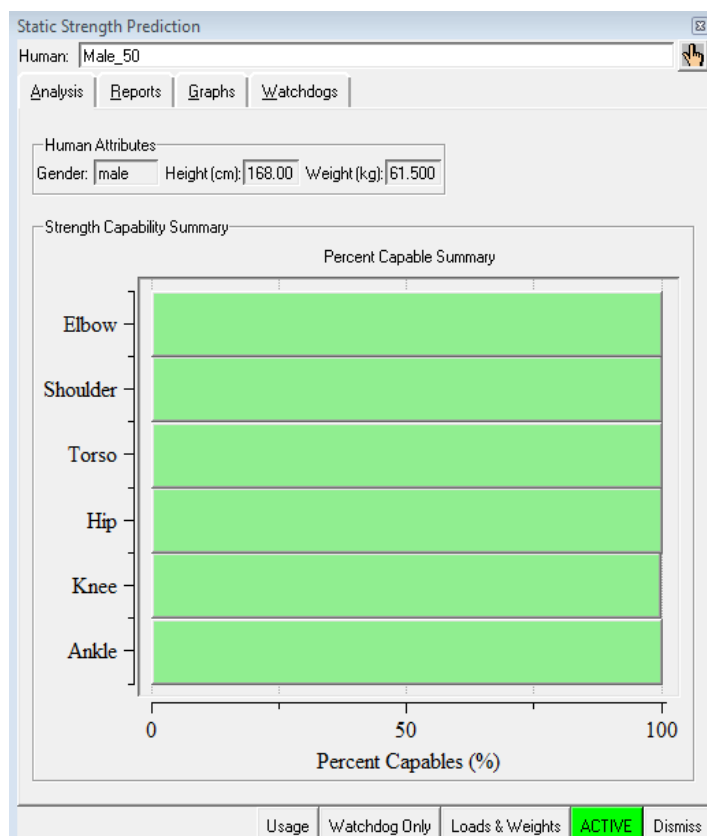 Static Strength Prediction
Human: Male_50
Analysis Reports Graphs Watchdogs
Human Attributes
Gender: male Height (cm): 168.00 Weight (kg): 61.500
Strength Capability Summary
Percent Capable Summary
Elbow
Shoulder
Torso
Hip
Knee
Ankle
0 50 100
Percent Capables (%)
Usage Watchdog Only Loads & Weights ACTIVE Dismiss